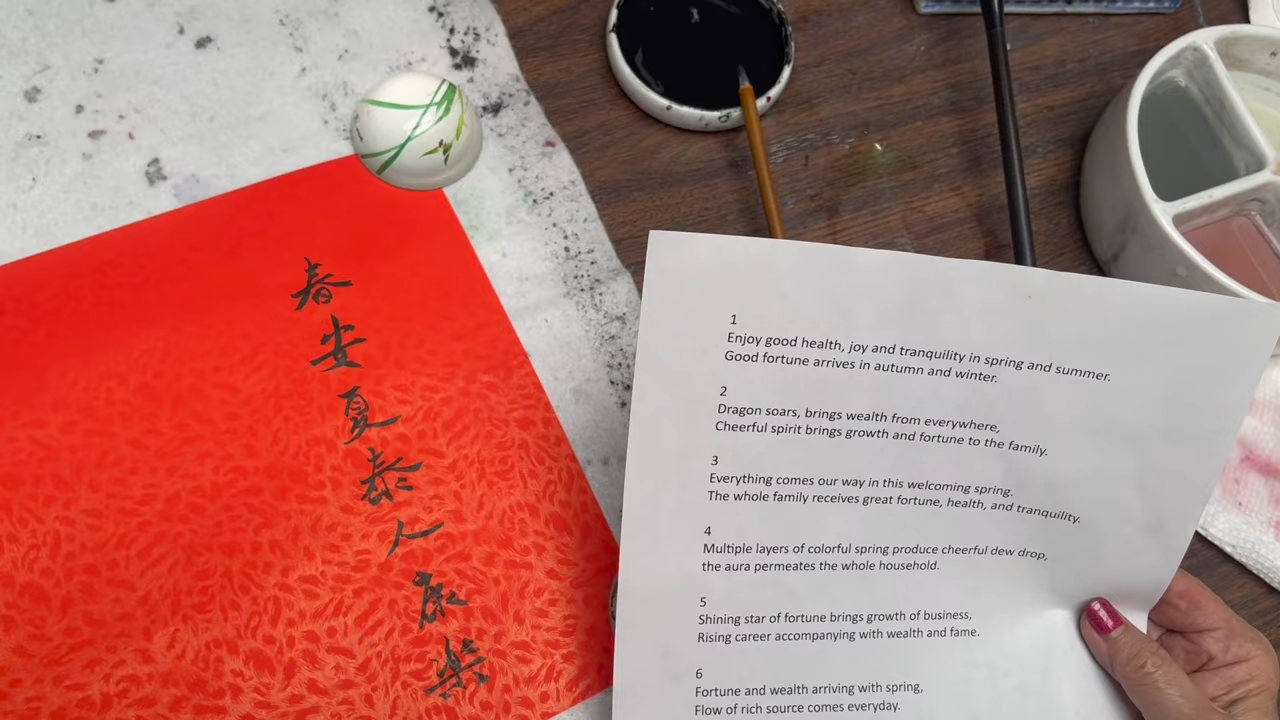 春安夏泰人康樂
1
Enjoy good health, joy and tranquility in spring and summer.
Good fortune arrives in autumn and winter.
2
Dragon soars, brings wealth from everywhere,
Cheerful spirit brings growth and fortune to the family.
3
Everything comes our way in this welcoming spring.
The whole family receives great fortune, health, and tranquility.
4
Multiple layers of colorful spring produce cheerful dew drop,
the aura permeates the whole household.
5
Shining star of fortune brings growth of business,
Rising career accompanying with wealth and fame.
6
Fortune and wealth arriving with spring,
Flow of rich source comes everyday.